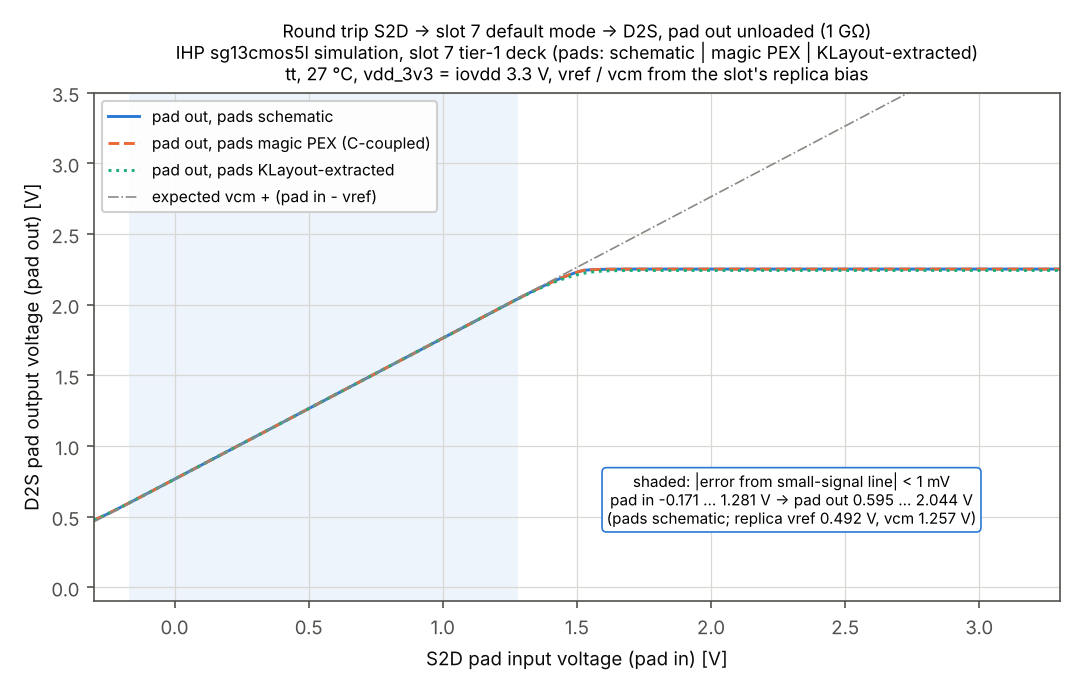 Round trip S2D → slot 7 default mode → D2S, pad out unloaded (1 GΩ)
IHP sg13cmos5l simulation, slot 7 tier-1 deck (pads: schematic | magic PEX | KLayout-extracted)
tt, 27 °C, vdd_3v3 = iovdd 3.3 V, vref / vcm from the slot's replica bias
pad out, pads schematic
pad out, pads magic PEX (C-coupled)
pad out, pads KLayout-extracted
expected vcm + (pad in - vref)
D2S pad output voltage (pad out) [V]
3.5
3.0
2.5
2.0
1.5
1.0
0.5
0.0
shaded: |error from small-signal line| < 1 mV
pad in -0.171 ... 1.281 V → pad out 0.595 ... 2.044 V
(pads schematic; replica vref 0.492 V, vcm 1.257 V)
0.0 0.5 1.0 1.5 2.0 2.5 3.0
S2D pad input voltage (pad in) [V]